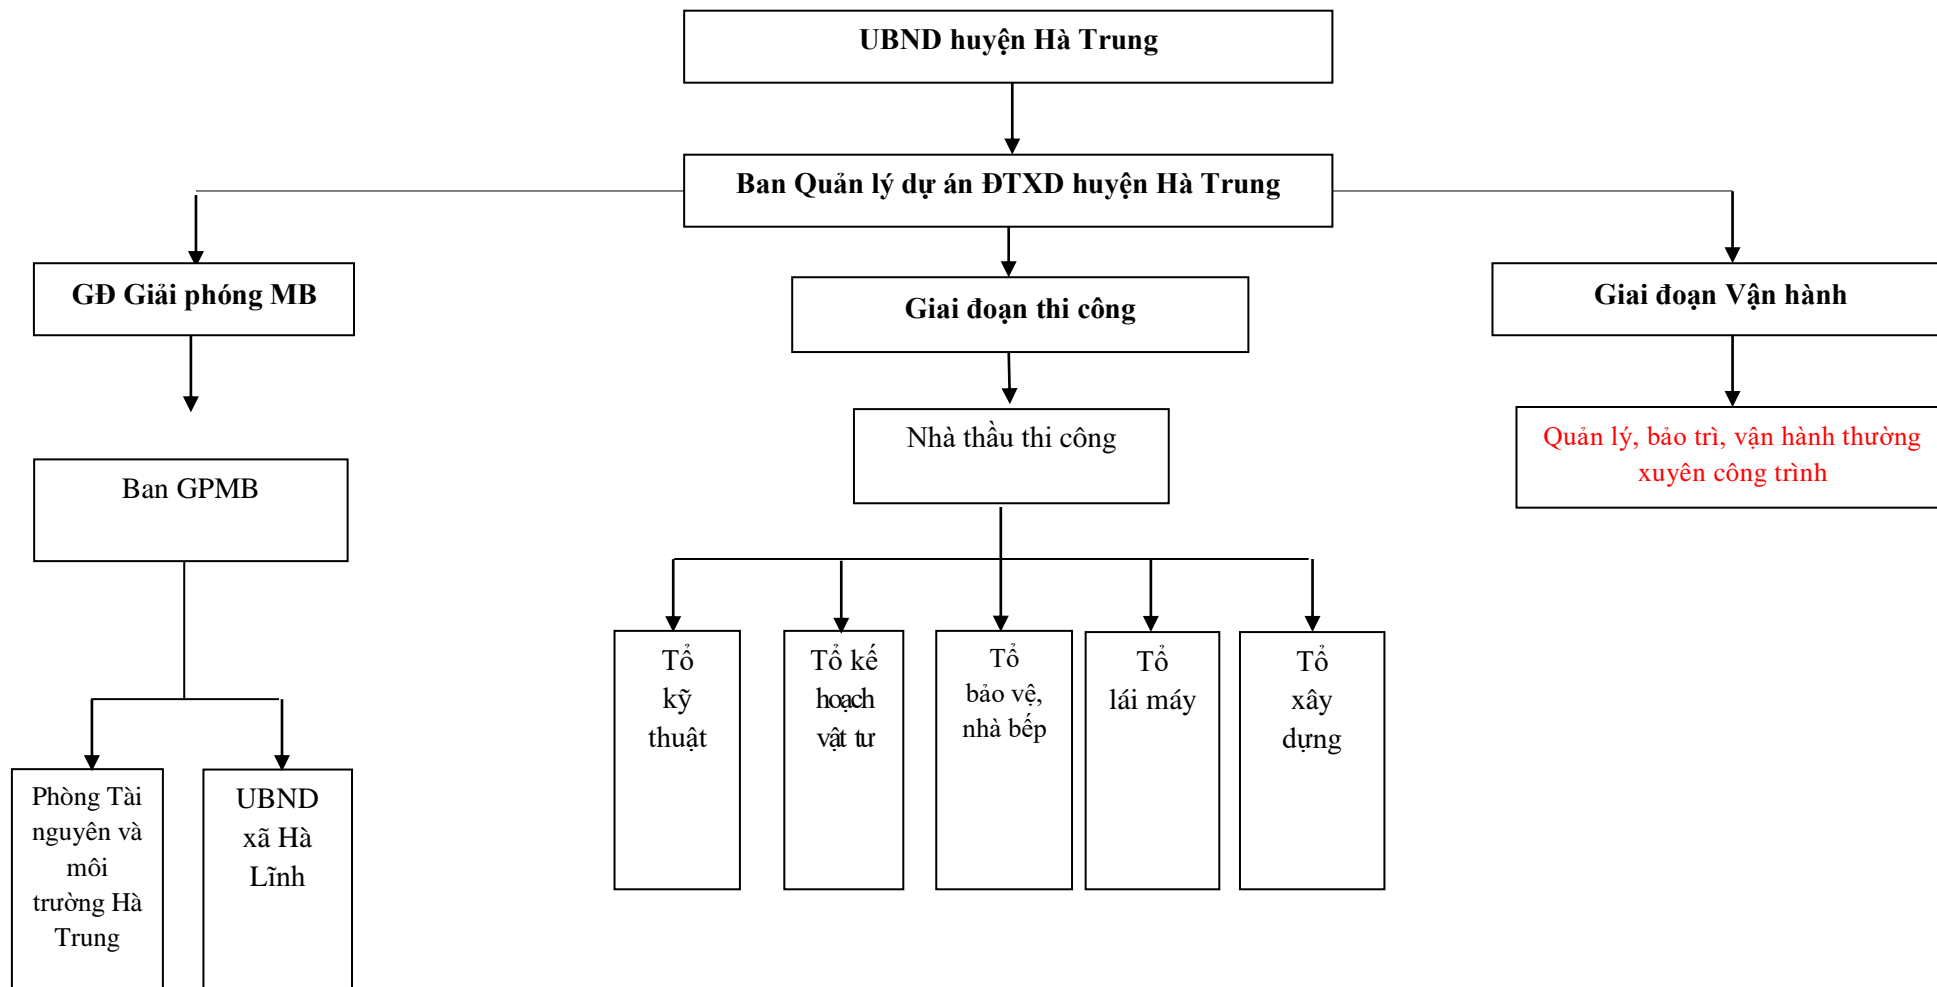 UBND huyện Hà Trung
Ban Quản lý dự án ĐTXD huyện Hà Trung
GĐ Giải phóng MB
Giai đoạn thi công
Giai đoạn Vận hành
Ban GPMB
Nhà thầu thi công
Quản lý, bảo trì, vận hành thường
xuyên công trình
Tổ
kỹ
thuật
Tổ kế
hoạch
vật tư
Tổ
bảo vệ,
nhà bếp
Tổ
lái máy
Tổ
xây
dựng
Phòng Tài
nguyên và
môi
trường Hà
Trung
UBND
xã Hà
Lĩnh